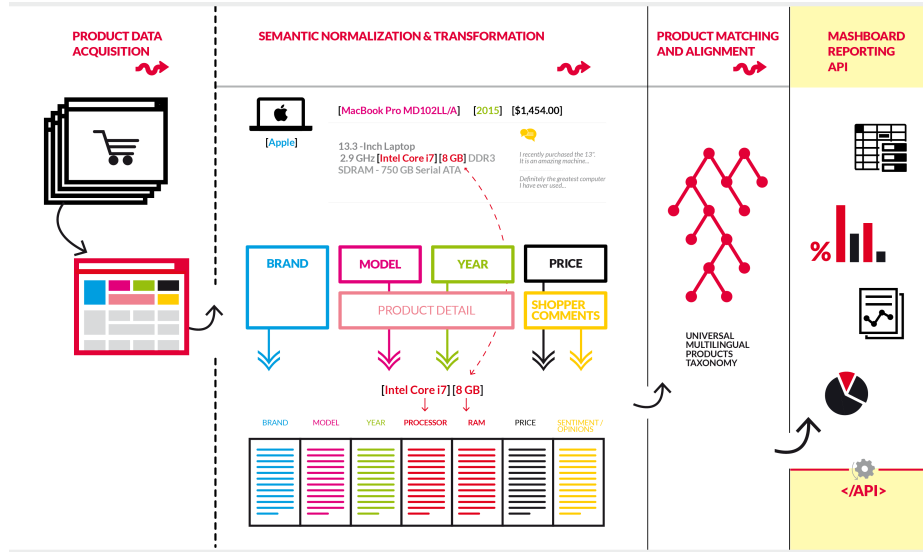 PRODUCT DATA
ACQUISITION
SEMANTIC NORMALIZATION & TRANSFORMATION
PRODUCT MATCHING
AND ALIGNMENT
MASHBOARD
REPORTING
API
[Apple]
[MacBook Pro MD102LL/A] [2015] [$1,454.00]
13.3 -Inch Laptop
2.9 GHz [Intel Core i7] [8 GB] DDR3
SDRAM - 750 GB Serial ATA
I recently purchased the 13".
It is an amazing machine...
Definitely the greatest computer
I have ever used...
BRAND
MODEL
YEAR
PRICE
PRODUCT DETAIL
SHOPPER
COMMENTS
[Intel Core i7] [8 GB]
BRAND
MODEL
YEAR
PROCESSOR
RAM
PRICE
SENTIMENT /
OPINIONS
UNIVERSAL
MULTILINGUAL
PRODUCTS
TAXONOMY
%
</API>